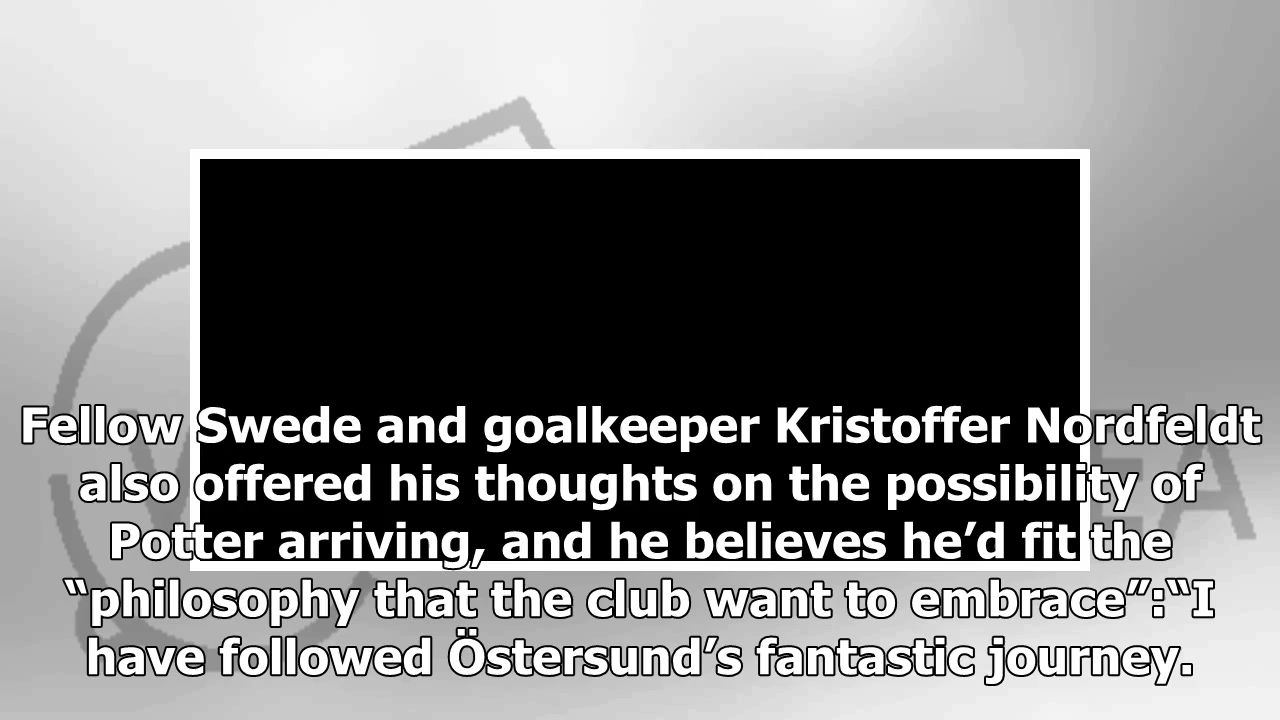 Fellow Swede and goalkeeper Kristoffer Nordfeldt
also offered his thoughts on the possibility of
Potter arriving, and he believes he’d fit the
“philosophy that the club want to embrace”:“I
have followed Östersund’s fantastic journey.